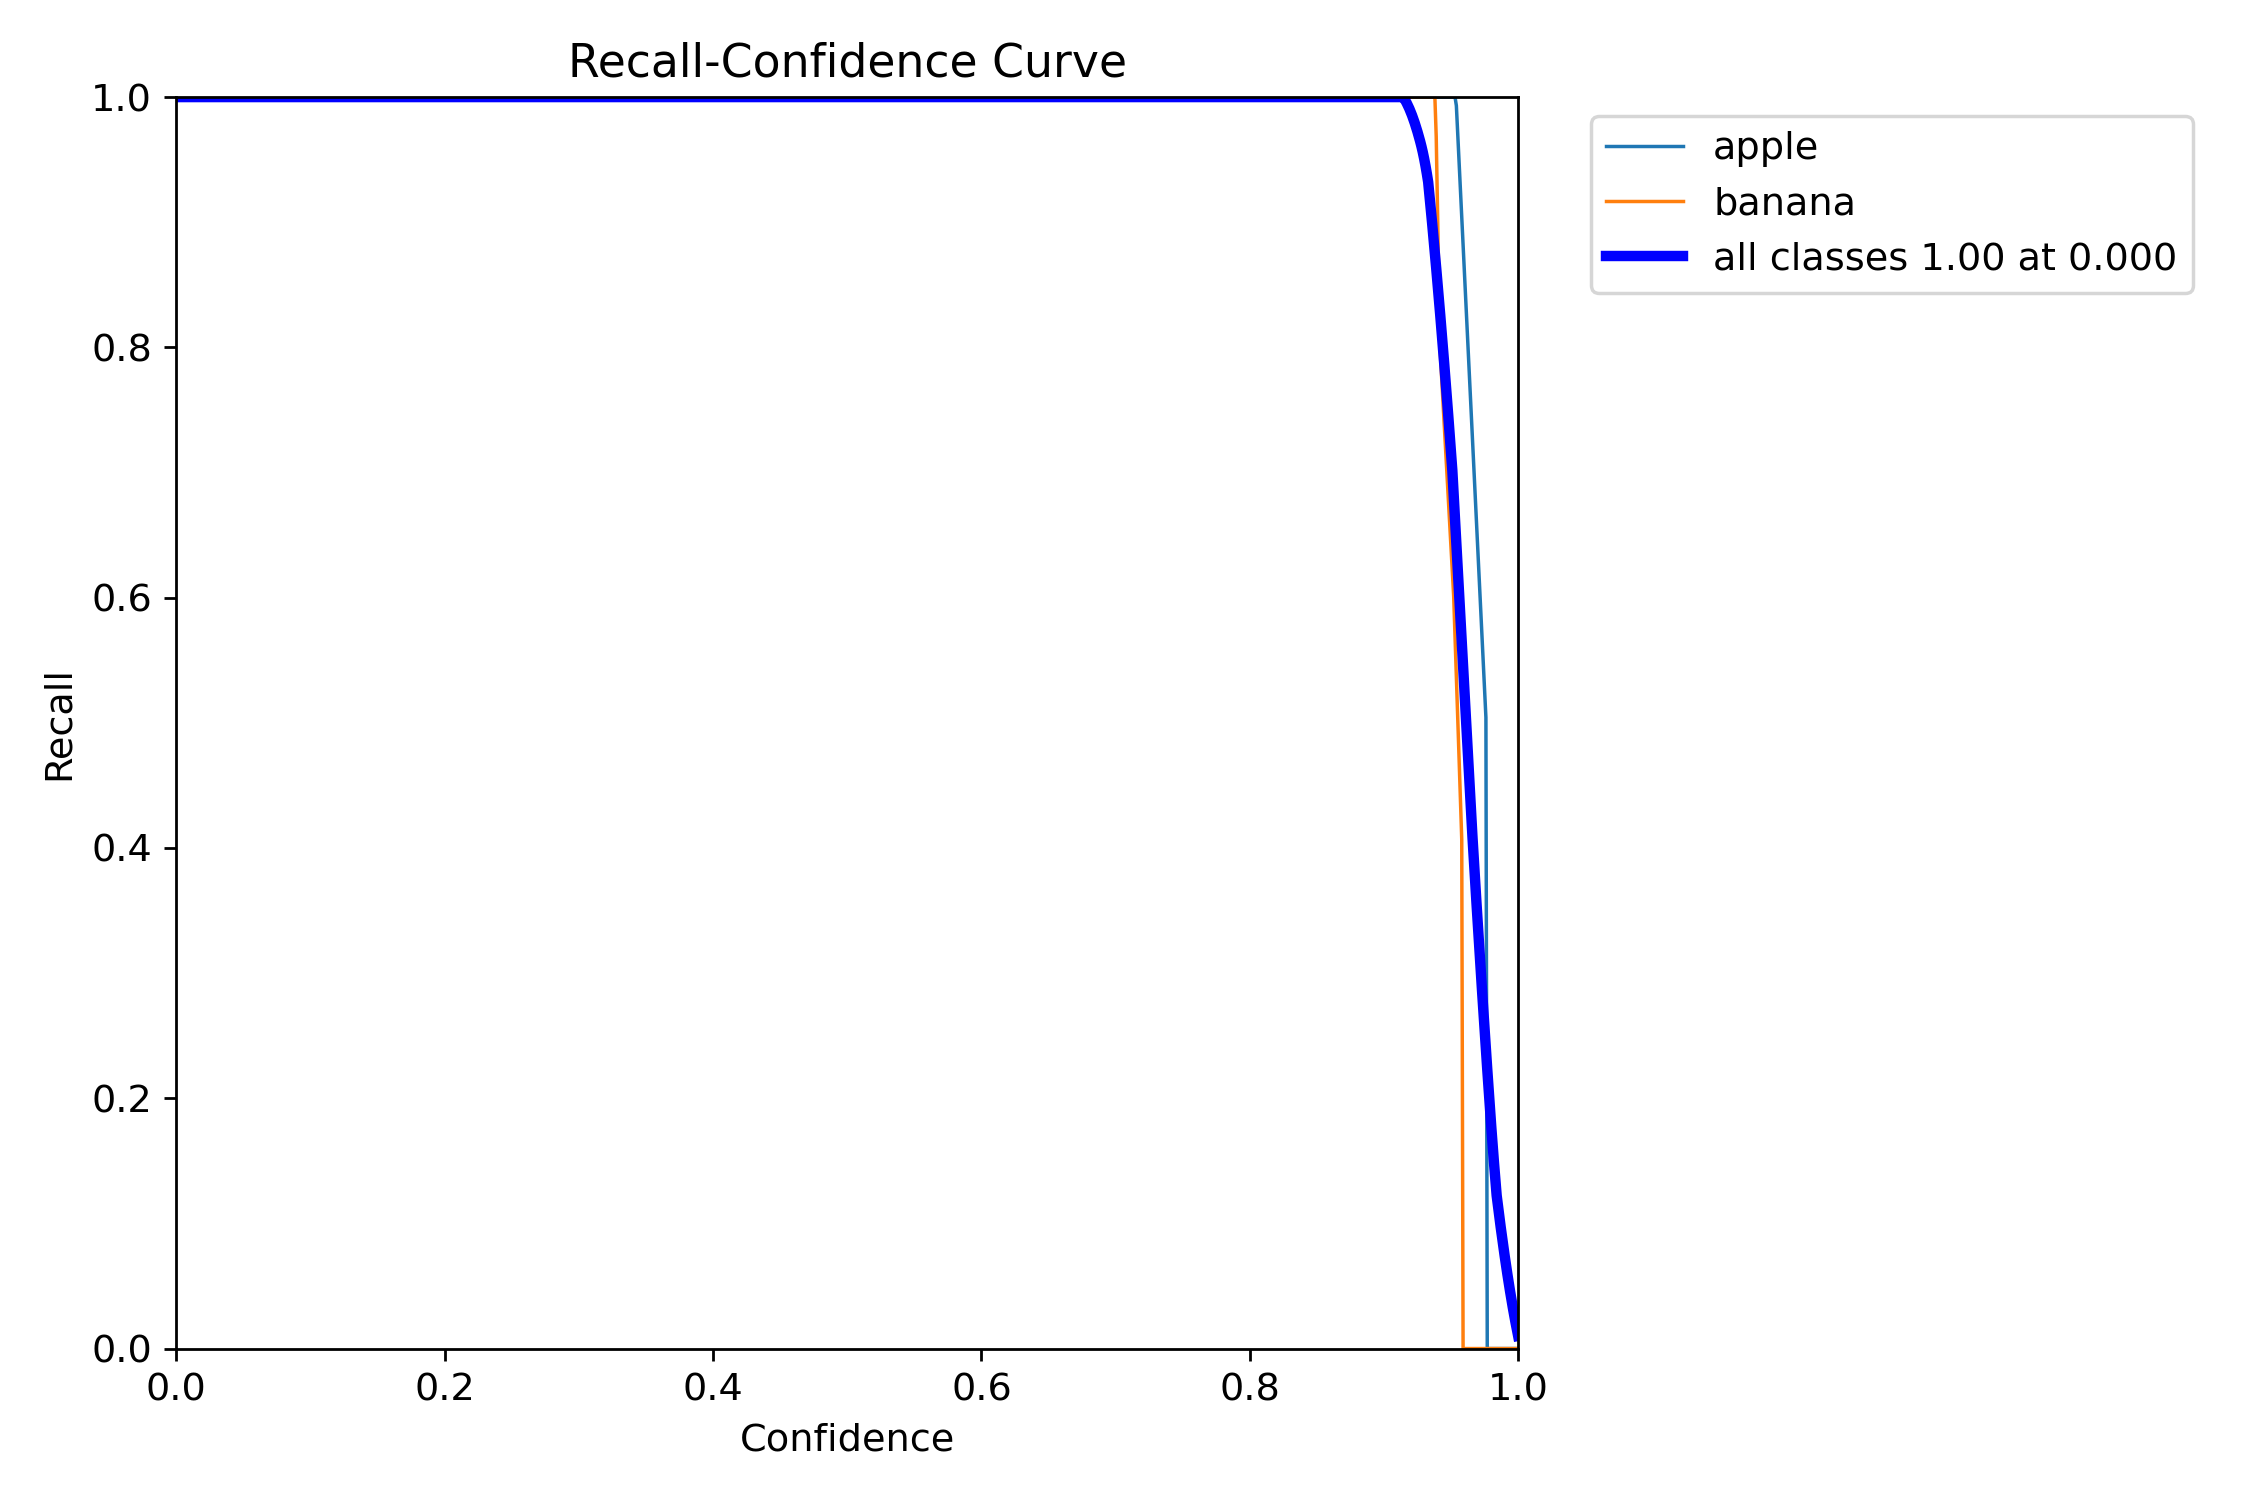 Recall-Confidence Curve
1.0
0.8
0.6
0.4
0.2
0.0
Recall
0.0 0.2 0.4 0.6 0.8 1.0
Confidence
apple
banana
all classes 1.00 at 0.000